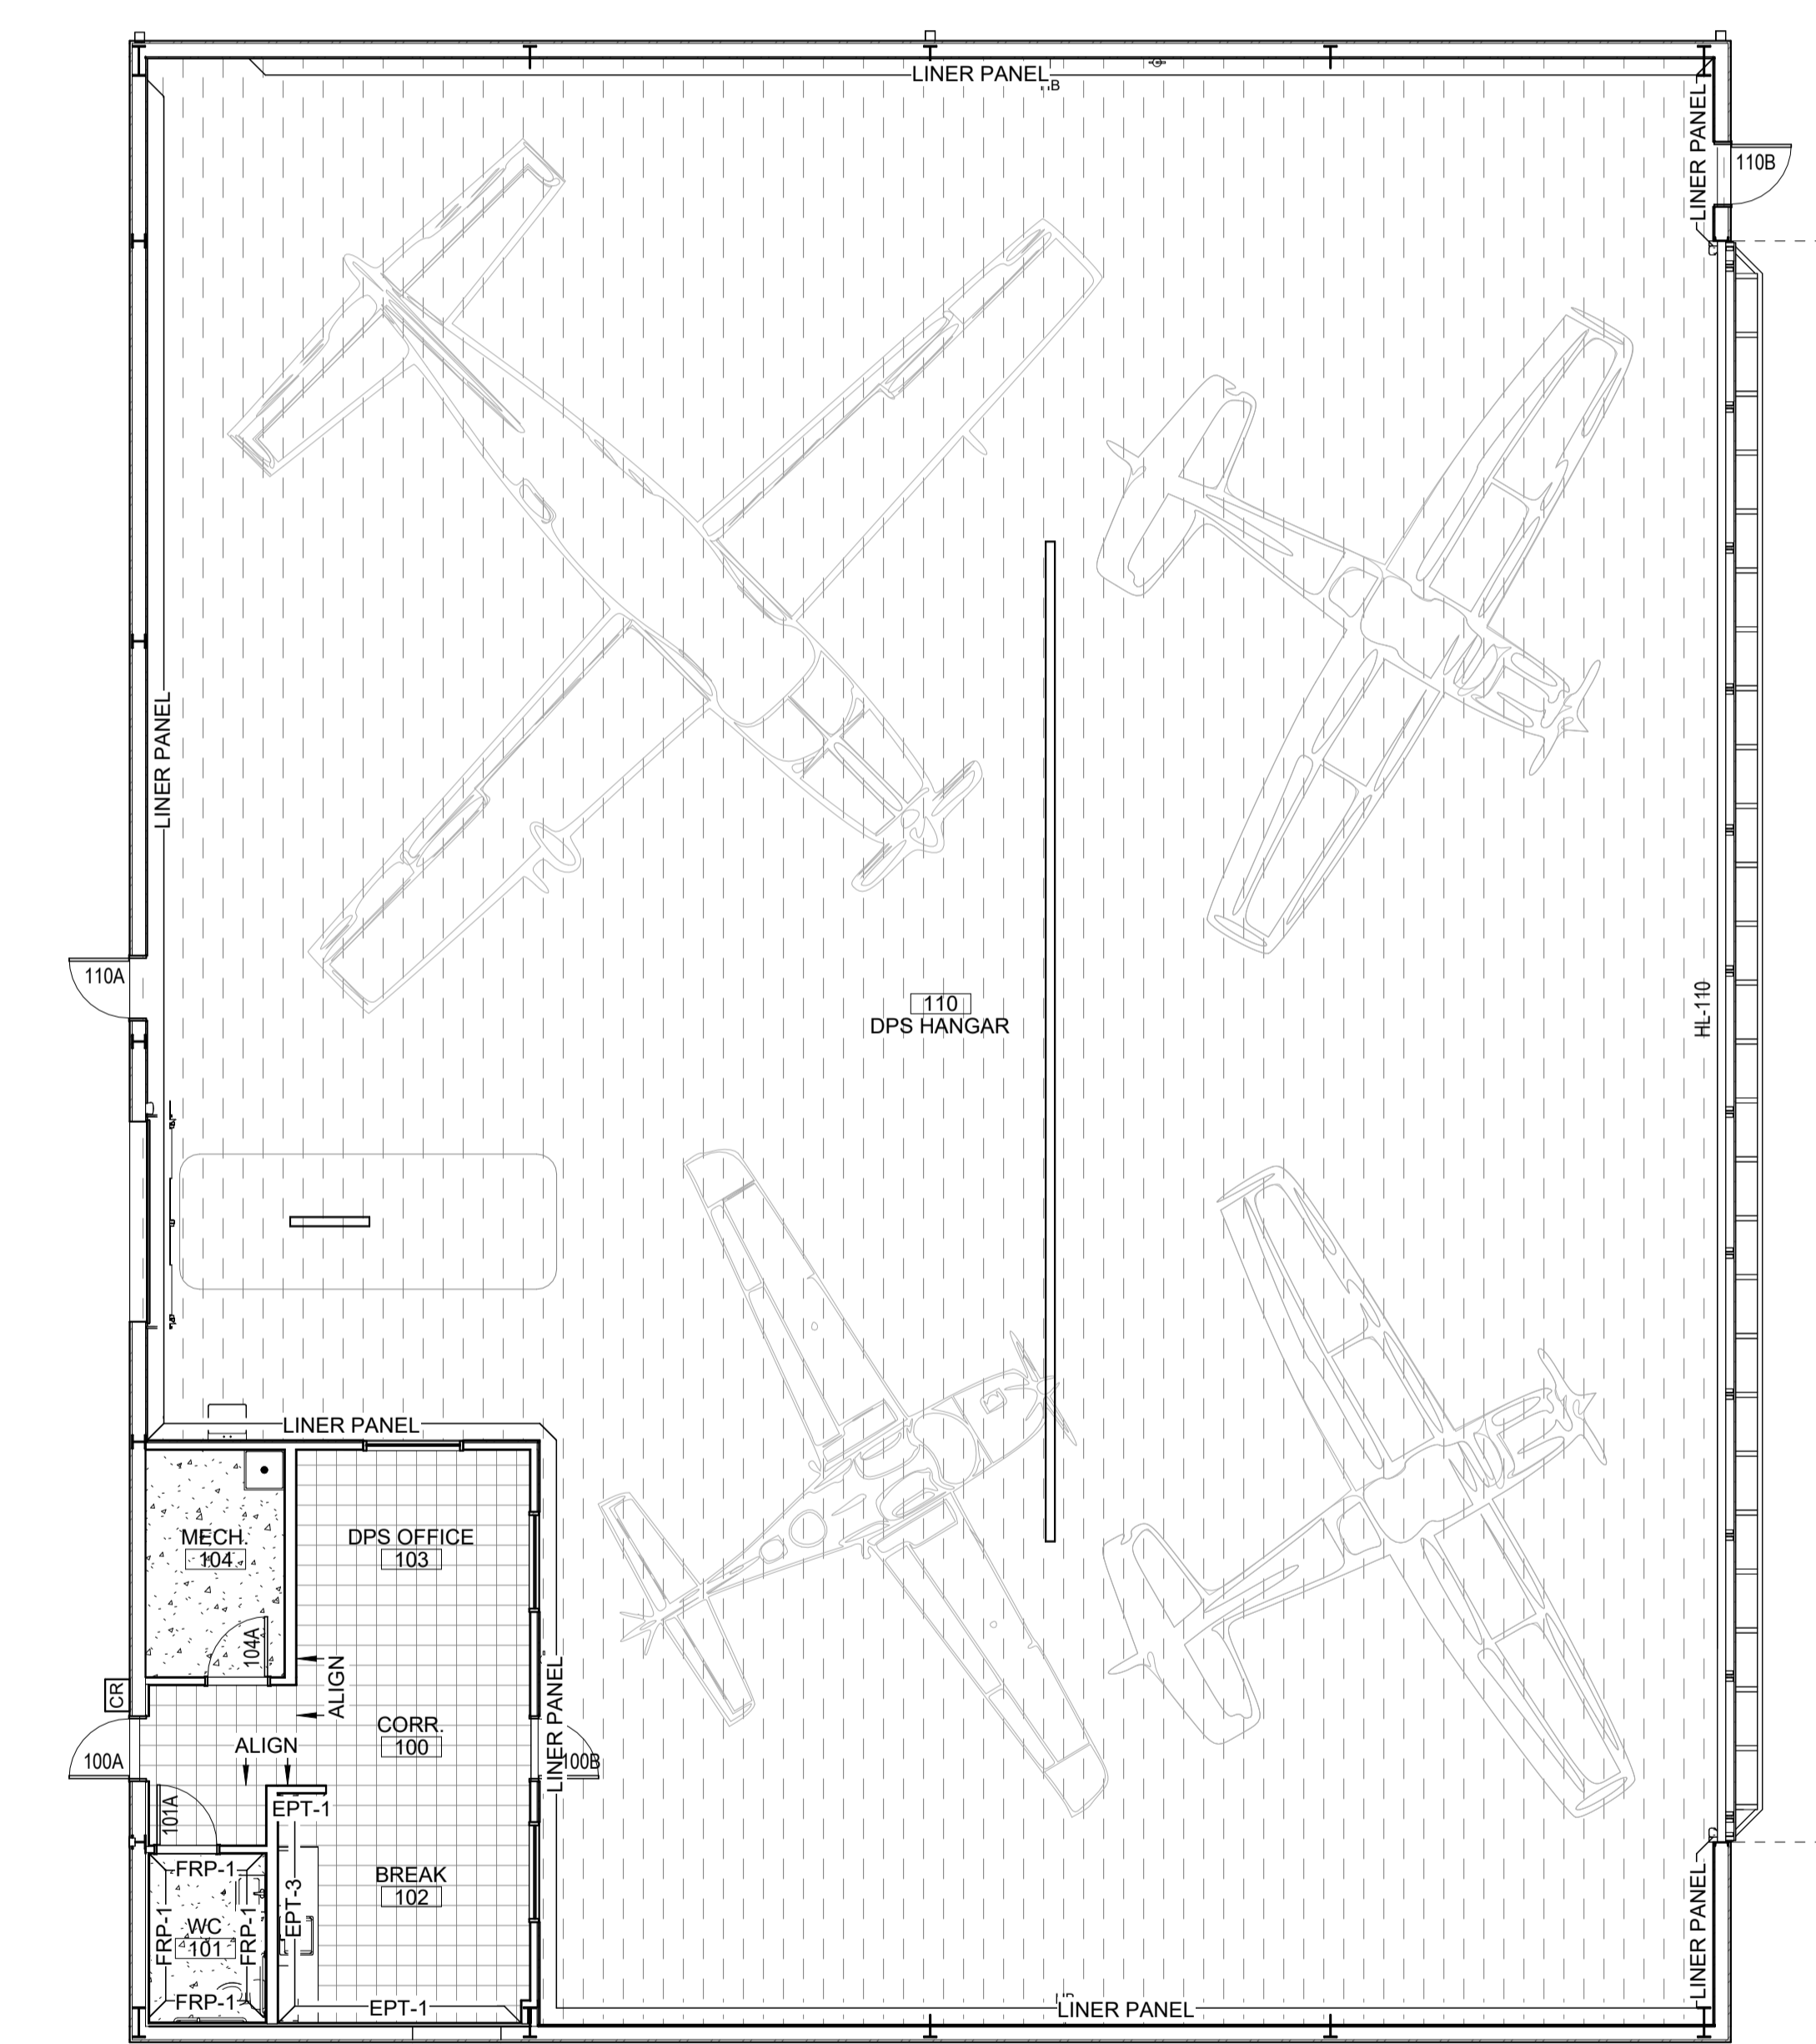 LINER PANEL
HB
LINER PANEL
110B
LINER PANEL
110A
110
DPS HANGAR
HL-110
LINER PANEL
MECH.
104
DPS OFFICE
103
104A
ALIGN
CR
LINER PANEL
CORR.
100
ALIGN
100A
100B
101A
EPT-1
FRP-1
BREAK
102
EPT-3
FRP-1
WC
101
FRP-1
FRP-1
EPT-1
LINER PANEL
HB
LINER PANEL